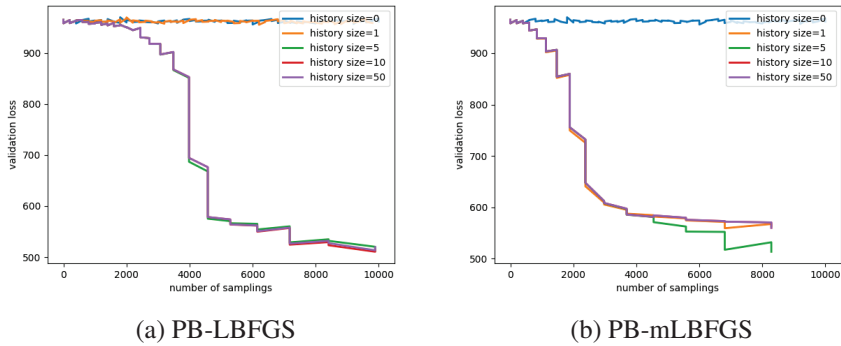 900
800
700
600
500
validation loss
0
2000
4000
6000
8000
10000
number of samplings
history size=0
history size=1
history size=5
history size=10
history size=50
(a) PB-LBFGS
900
800
700
600
500
validation loss
0
2000
4000
6000
8000
10000
number of samplings
history size=0
history size=1
history size=5
history size=10
history size=50
(b) PB-mLBFGS